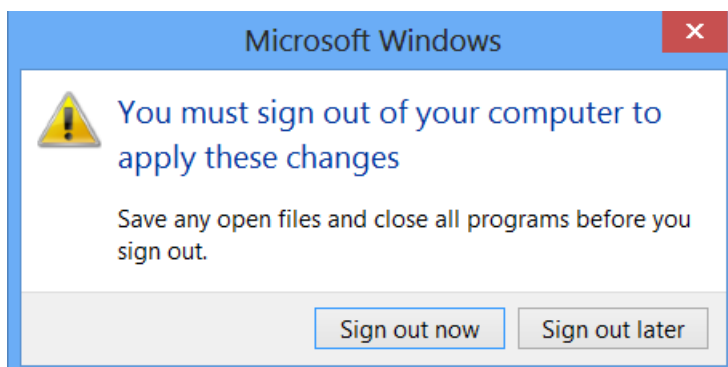 Microsoft Windows
You must sign out of your computer to
apply these changes
Save any open files and close all programs before you
sign out.
Sign out now
Sign out later